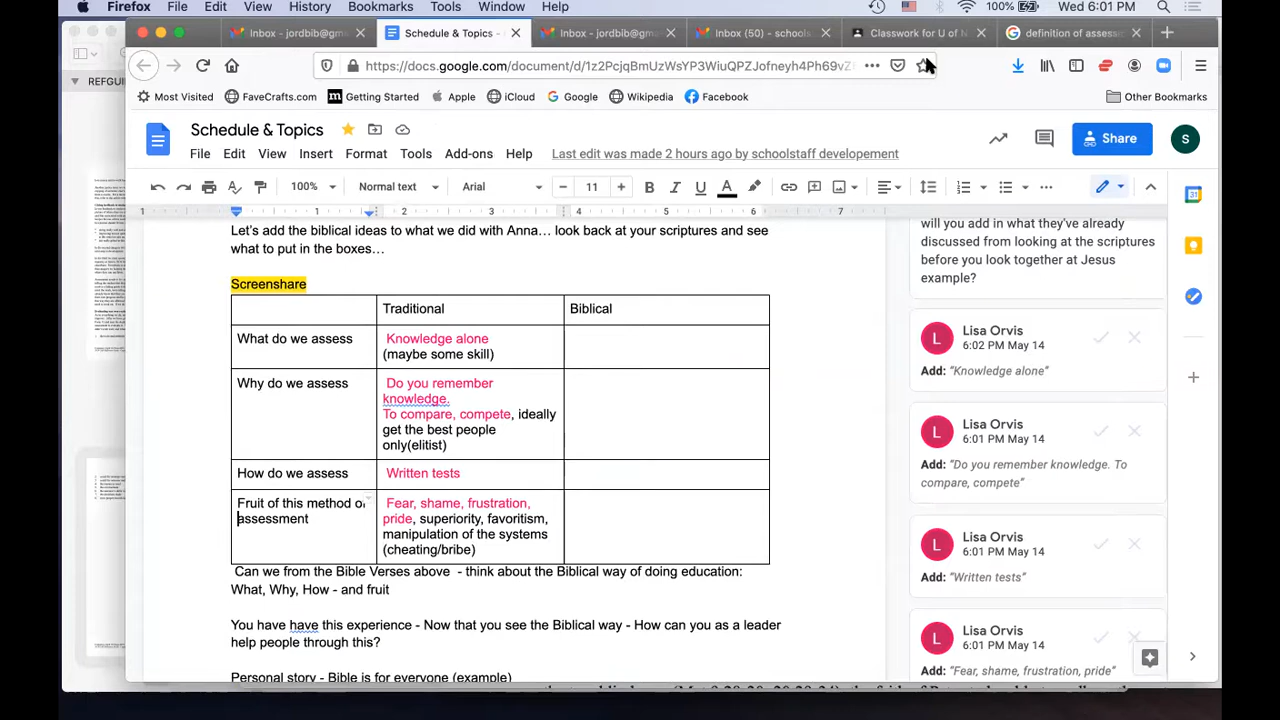 Firefox File Edit View History Bookmarks Tools Window Help 100% Wed 6:01 PM
Inbox - jordbib@gm Schedule & Topics - Inbox - jordbib@gma Inbox (50) - schools Classwork for U of N definition of assess
https://docs.google.com/document/d/1z2PcjqBmUzWsYP3WiuQPZJofneyh4Ph69vZ
Most Visited FaveCrafts.com Getting Started Apple iCloud Google Wikipedia Facebook Other Bookmarks
Schedule & Topics
File Edit View Insert Format Tools Add-ons Help Last edit was made 2 hours ago by schoolstaff developement
Share S
100% Normal text Arial 11 B I U A
1 1 2 3 4 5 6 7
Let's add the biblical ideas to what we did with Anna… look back at your scriptures and see
what to put in the boxes…
Screenshare
Traditional Biblical
What do we assess
Knowledge alone
(maybe some skill)
Why do we assess
Do you remember
knowledge.
To compare, compete, ideally
get the best people
only(elitist)
How do we assess
Written tests
Fruit of this method of
assessment
Fear, shame, frustration,
pride, superiority, favoritism,
manipulation of the systems
(cheating/bribe)
Can we from the Bible Verses above - think about the Biblical way of doing education:
What, Why, How - and fruit
You have have this experience - Now that you see the Biblical way - How can you as a leader
help people through this?
Personal story - Bible is for everyone (example)
will you add in what they've already
discussed from looking at the scriptures
before you look together at Jesus
example?
L
Lisa Orvis
6:02 PM May 14
Add: "Knowledge alone"
L
Lisa Orvis
6:01 PM May 14
Add: "Do you remember knowledge. To
compare, compete"
L
Lisa Orvis
6:01 PM May 14
Add: "Written tests"
L
Lisa Orvis
6:01 PM May 14
Add: "Fear, shame, frustration, pride"
REFGUI